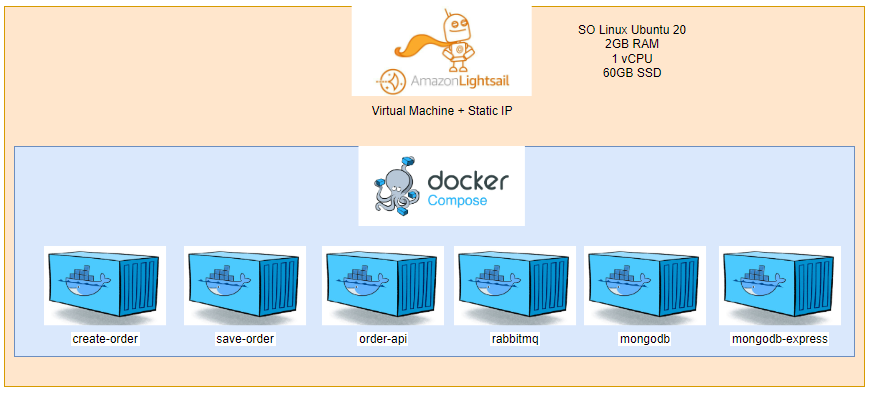 SO Linux Ubuntu 20
2GB RAM
1 vCPU
60GB SSD
AmazonLightsail
Virtual Machine + Static IP
docker
Compose
create-order
save-order
order-api
rabbitmq
mongodb
mongodb-express